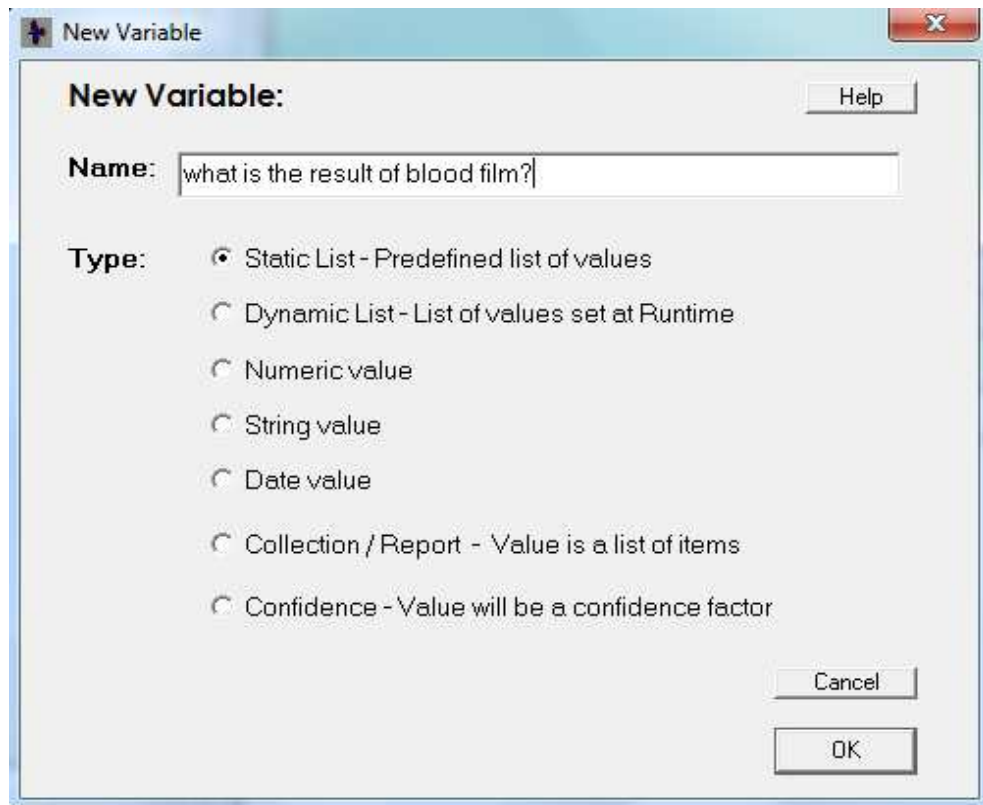 New Variable
New Variable:
Help
Name: what is the result of blood film?
Type: Static List - Predefined list of values
Dynamic List - List of values set at Runtime
Numeric value
String value
Date value
Collection / Report - Value is a list of items
Confidence - Value will be a confidence factor
Cancel
OK